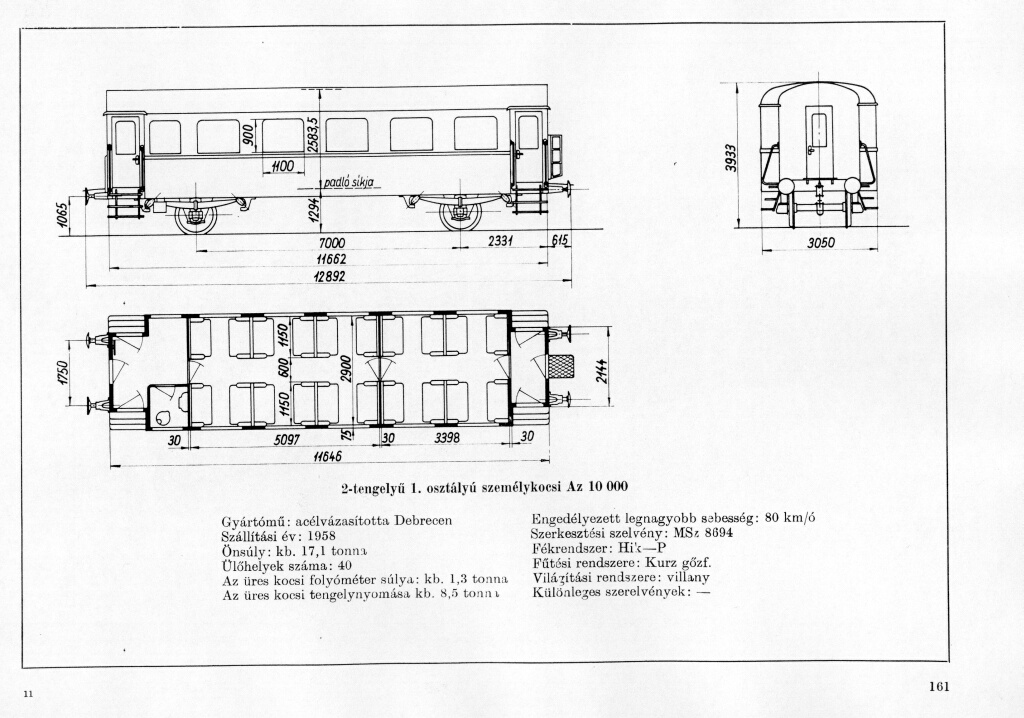 900
1100
2583,5
padló síkja
1294
1065
7000
2331
615
11662
12892
3933
3050
1750
1150
600
1150
2900
2144
30
5097
75
30
3398
30
11646
2-tengelyű 1. osztályú személykocsi Az 10 000
Gyártómű: acélvázasította Debrecen
Szállítási év: 1958
Önsúly: kb. 17,1 tonna
Ülőhelyek száma: 40
Az üres kocsi folyóméter súlya: kb. 1,3 tonna
Az üres kocsi tengelynyomása kb. 8,5 tonna
Engedélyezett legnagyobb sebesség: 80 km/ó
Szerkesztési szelvény: MSz 8694
Fékrendszer: Hik—P
Fűtési rendszere: Kurz gőzf.
Világítási rendszere: villany
Különleges szerelvények: —
11
161